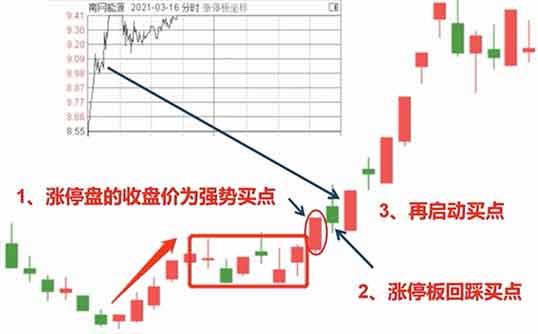 南网能源 2021-03-16 分时 涨停板坐标
9.41
9.30
9.20
9.09
8.98
8.87
8.77
8.66
8.55
1、涨停盘的收盘价为强势买点
3、再启动买点
2、涨停板回踩买点